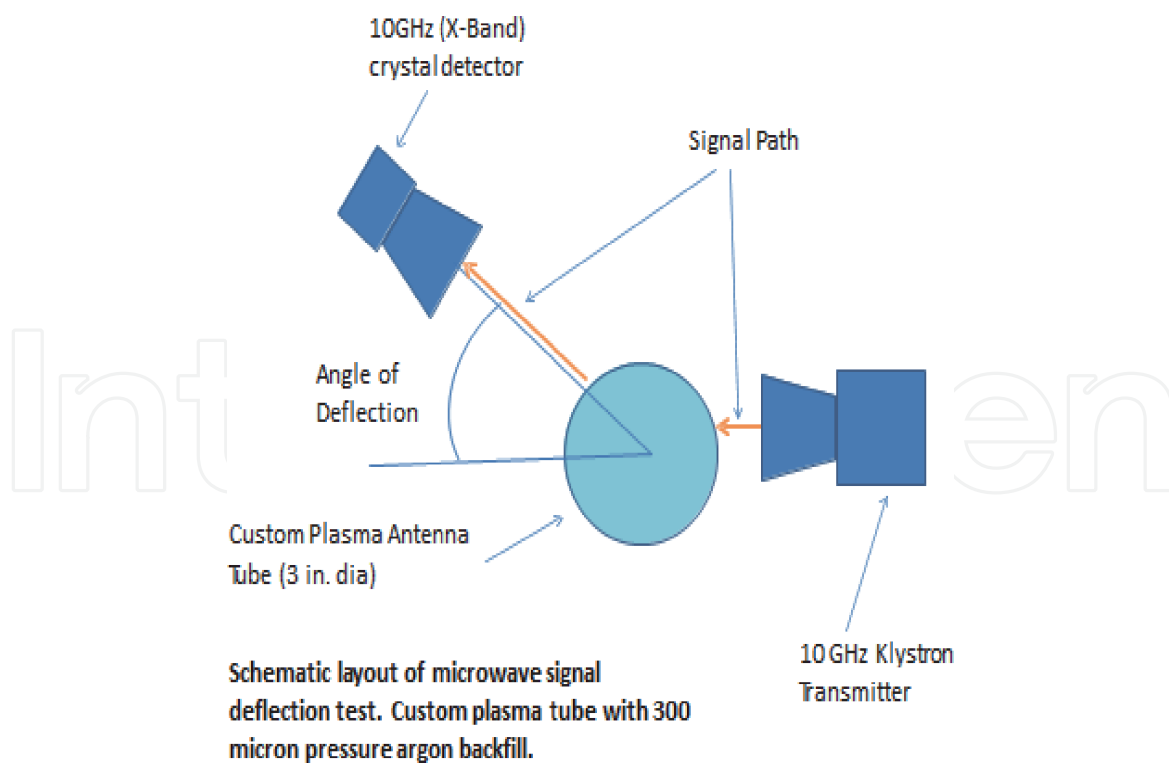 10GHz (X-Band)
crystal detector
Signal Path
Angle of
Deflection
Custom Plasma Antenna
Tube (3 in. dia)
10 GHz Klystron
Transmitter
Schematic layout of microwave signal
deflection test. Custom plasma tube with 300
micron pressure argon backfill.